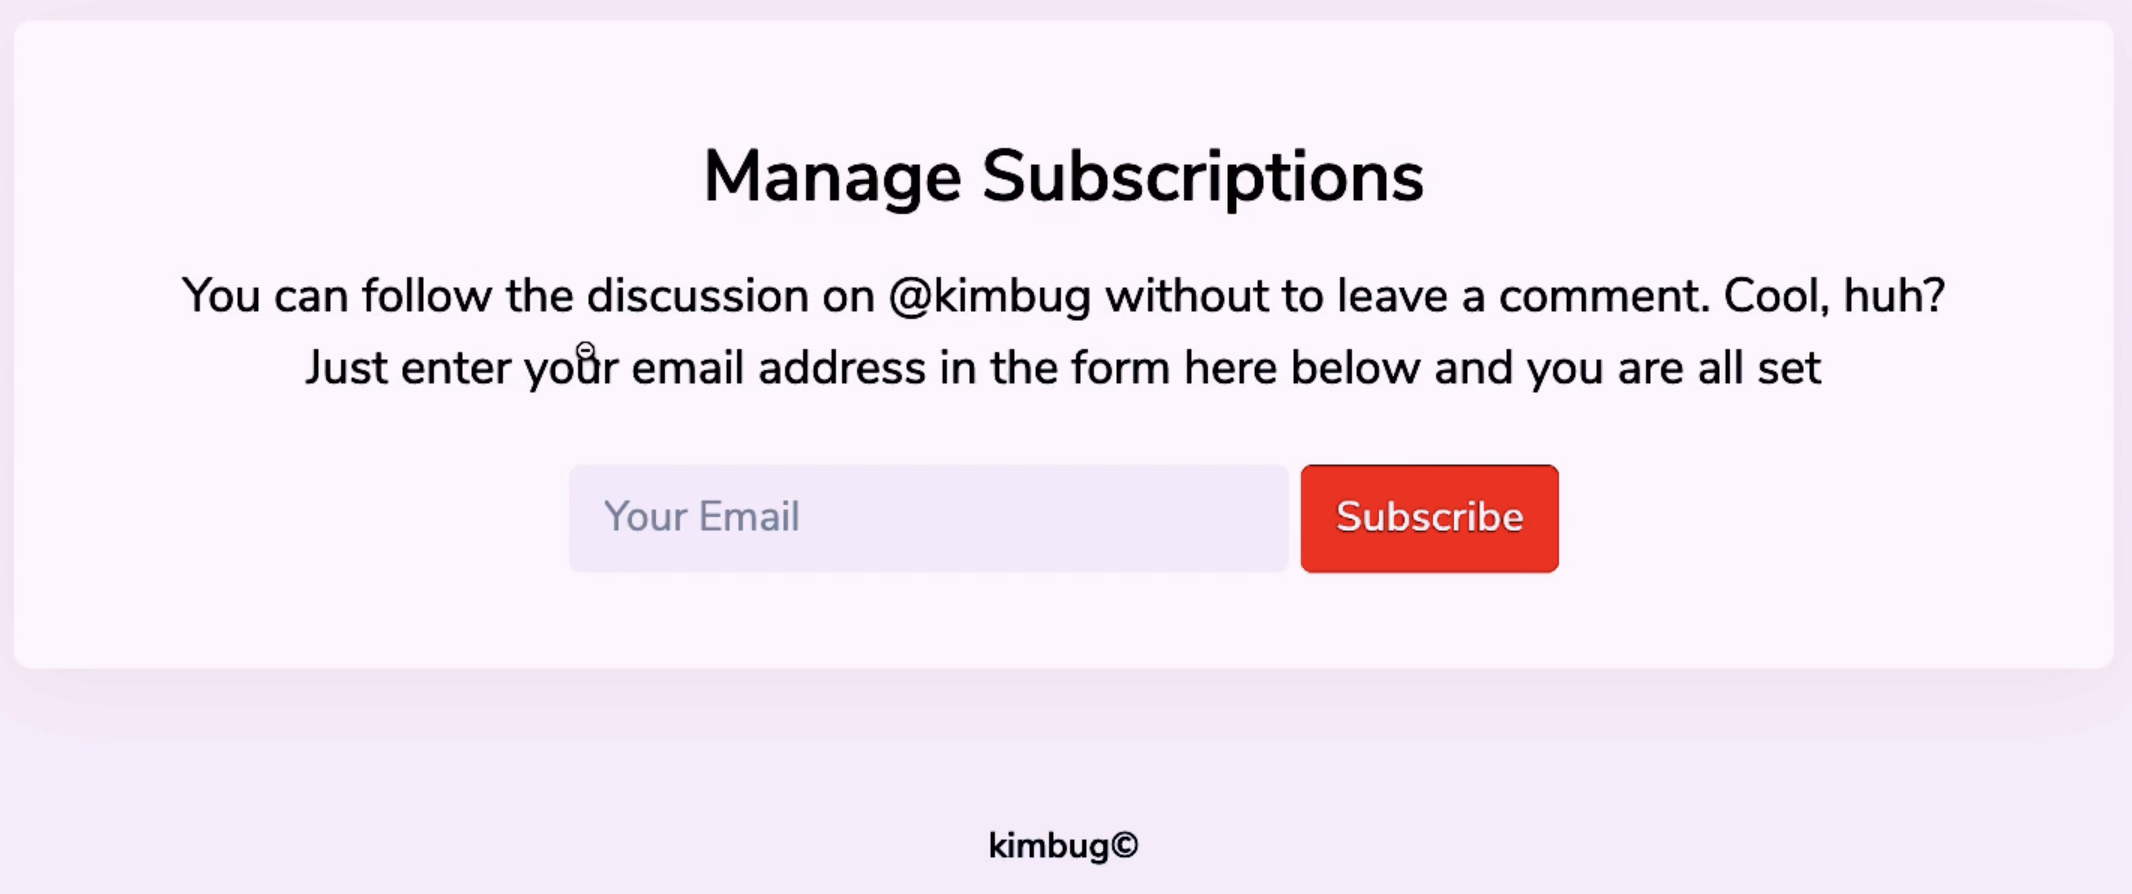 Manage Subscriptions
You can follow the discussion on @kimbug without to leave a comment. Cool, huh?
Just enter your email address in the form here below and you are all set
Your Email
Subscribe
kimbug©